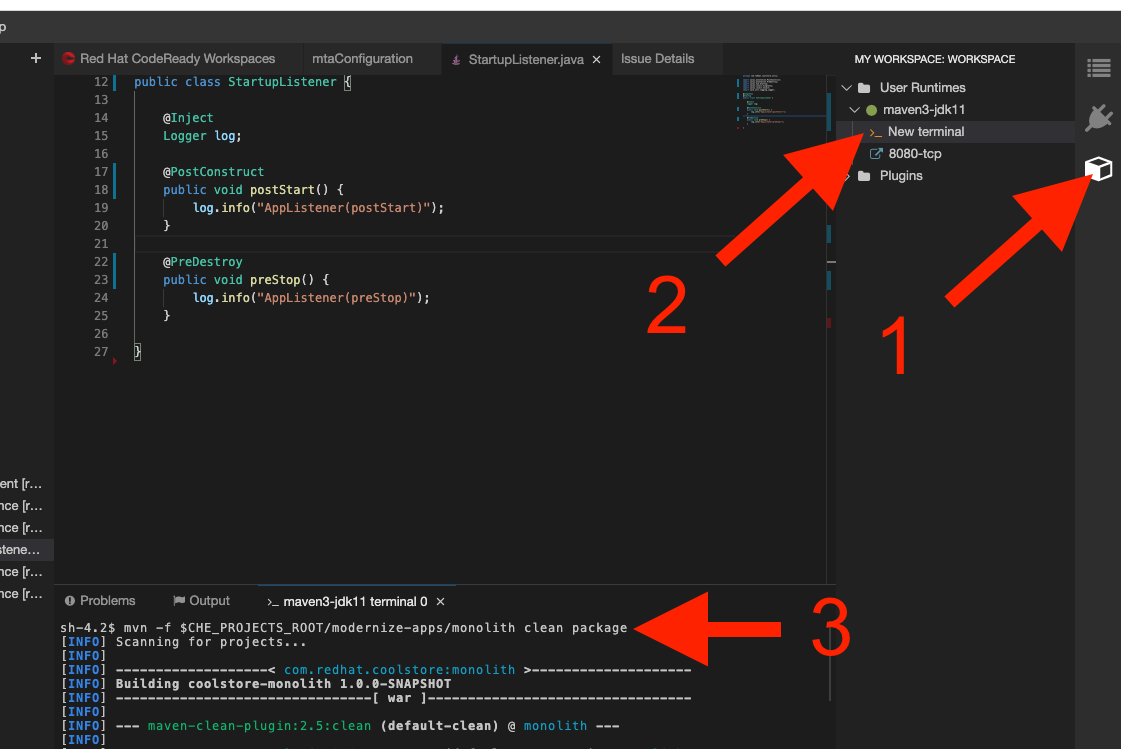 p
+ Red Hat CodeReady Workspaces mtaConfiguration StartupListener.java × Issue Details
12 public class StartupListener {
13
14 @Inject
15 Logger log;
16
17 @PostConstruct
18 public void postStart() {
19 log.info("AppListener(postStart)");
20 }
21
22 @PreDestroy
23 public void preStop() {
24 log.info("AppListener(preStop)");
25 }
26
27 }
MY WORKSPACE: WORKSPACE
User Runtimes
maven3-jdk11
>_ New terminal
8080-tcp
Plugins
2
1
ent [r...
nce [r...
nce [r...
stene...
nce [r...
nce [r...
Problems Output >_ maven3-jdk11 terminal 0 ×
sh-4.2$ mvn -f $CHE_PROJECTS_ROOT/modernize-apps/monolith clean package
3
[INFO] Scanning for projects...
[INFO]
[INFO] -------------------< com.redhat.coolstore:monolith >--------------------
[INFO] Building coolstore-monolith 1.0.0-SNAPSHOT
[INFO] --------------------------------[ war ]---------------------------------
[INFO]
[INFO] --- maven-clean-plugin:2.5:clean (default-clean) @ monolith ---
[INFO]